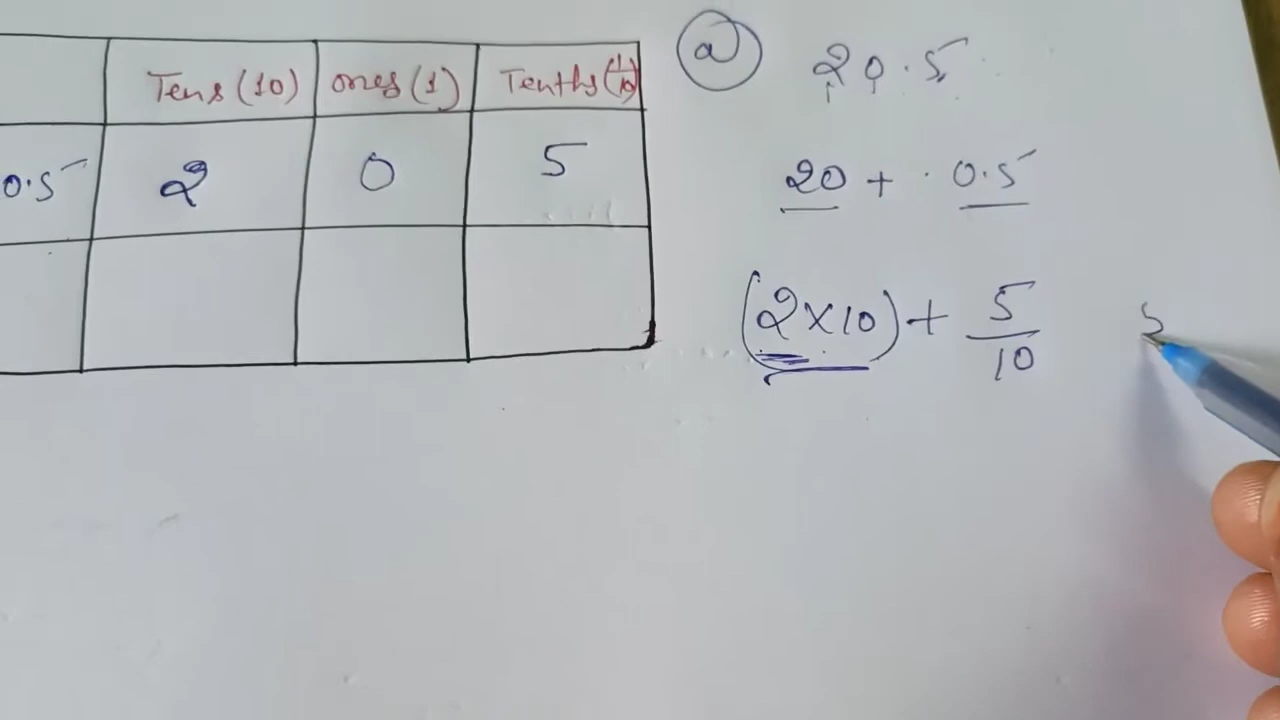 Tens (10) ones (1) Tenths (1/10)
0.5 2 0 5
a
20.5
20 + 0.5
(2×10) + 5/10 5